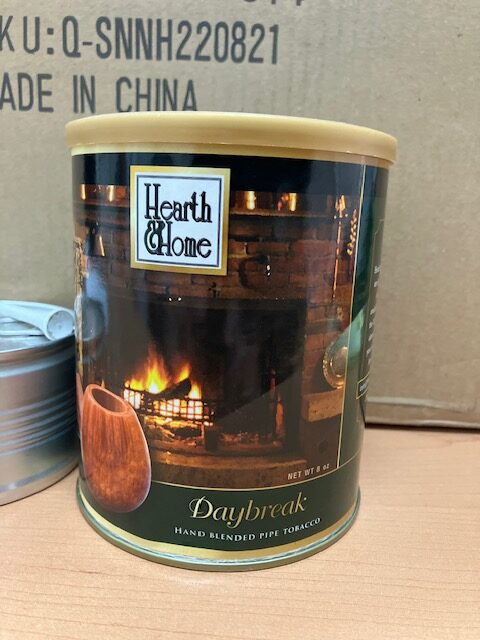 KU:Q-SNNH220821
ADE IN CHINA
Hearth
& Home
NET WT 8 oz
Daybreak
HAND BLENDED PIPE TOBACCO